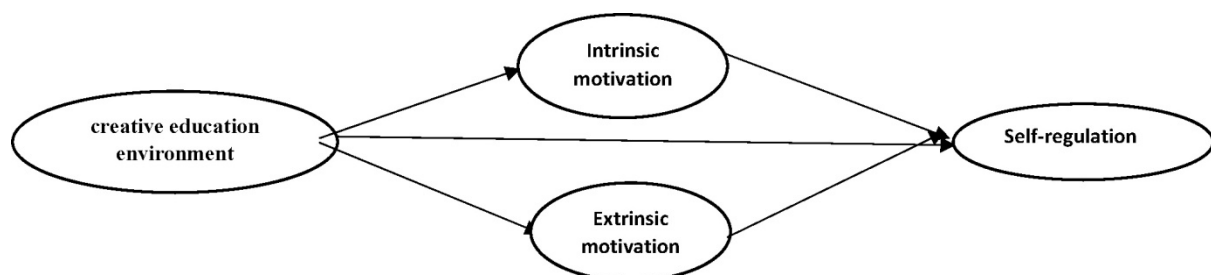 Intrinsic
motivation
creative education
environment
Self-regulation
Extrinsic
motivation